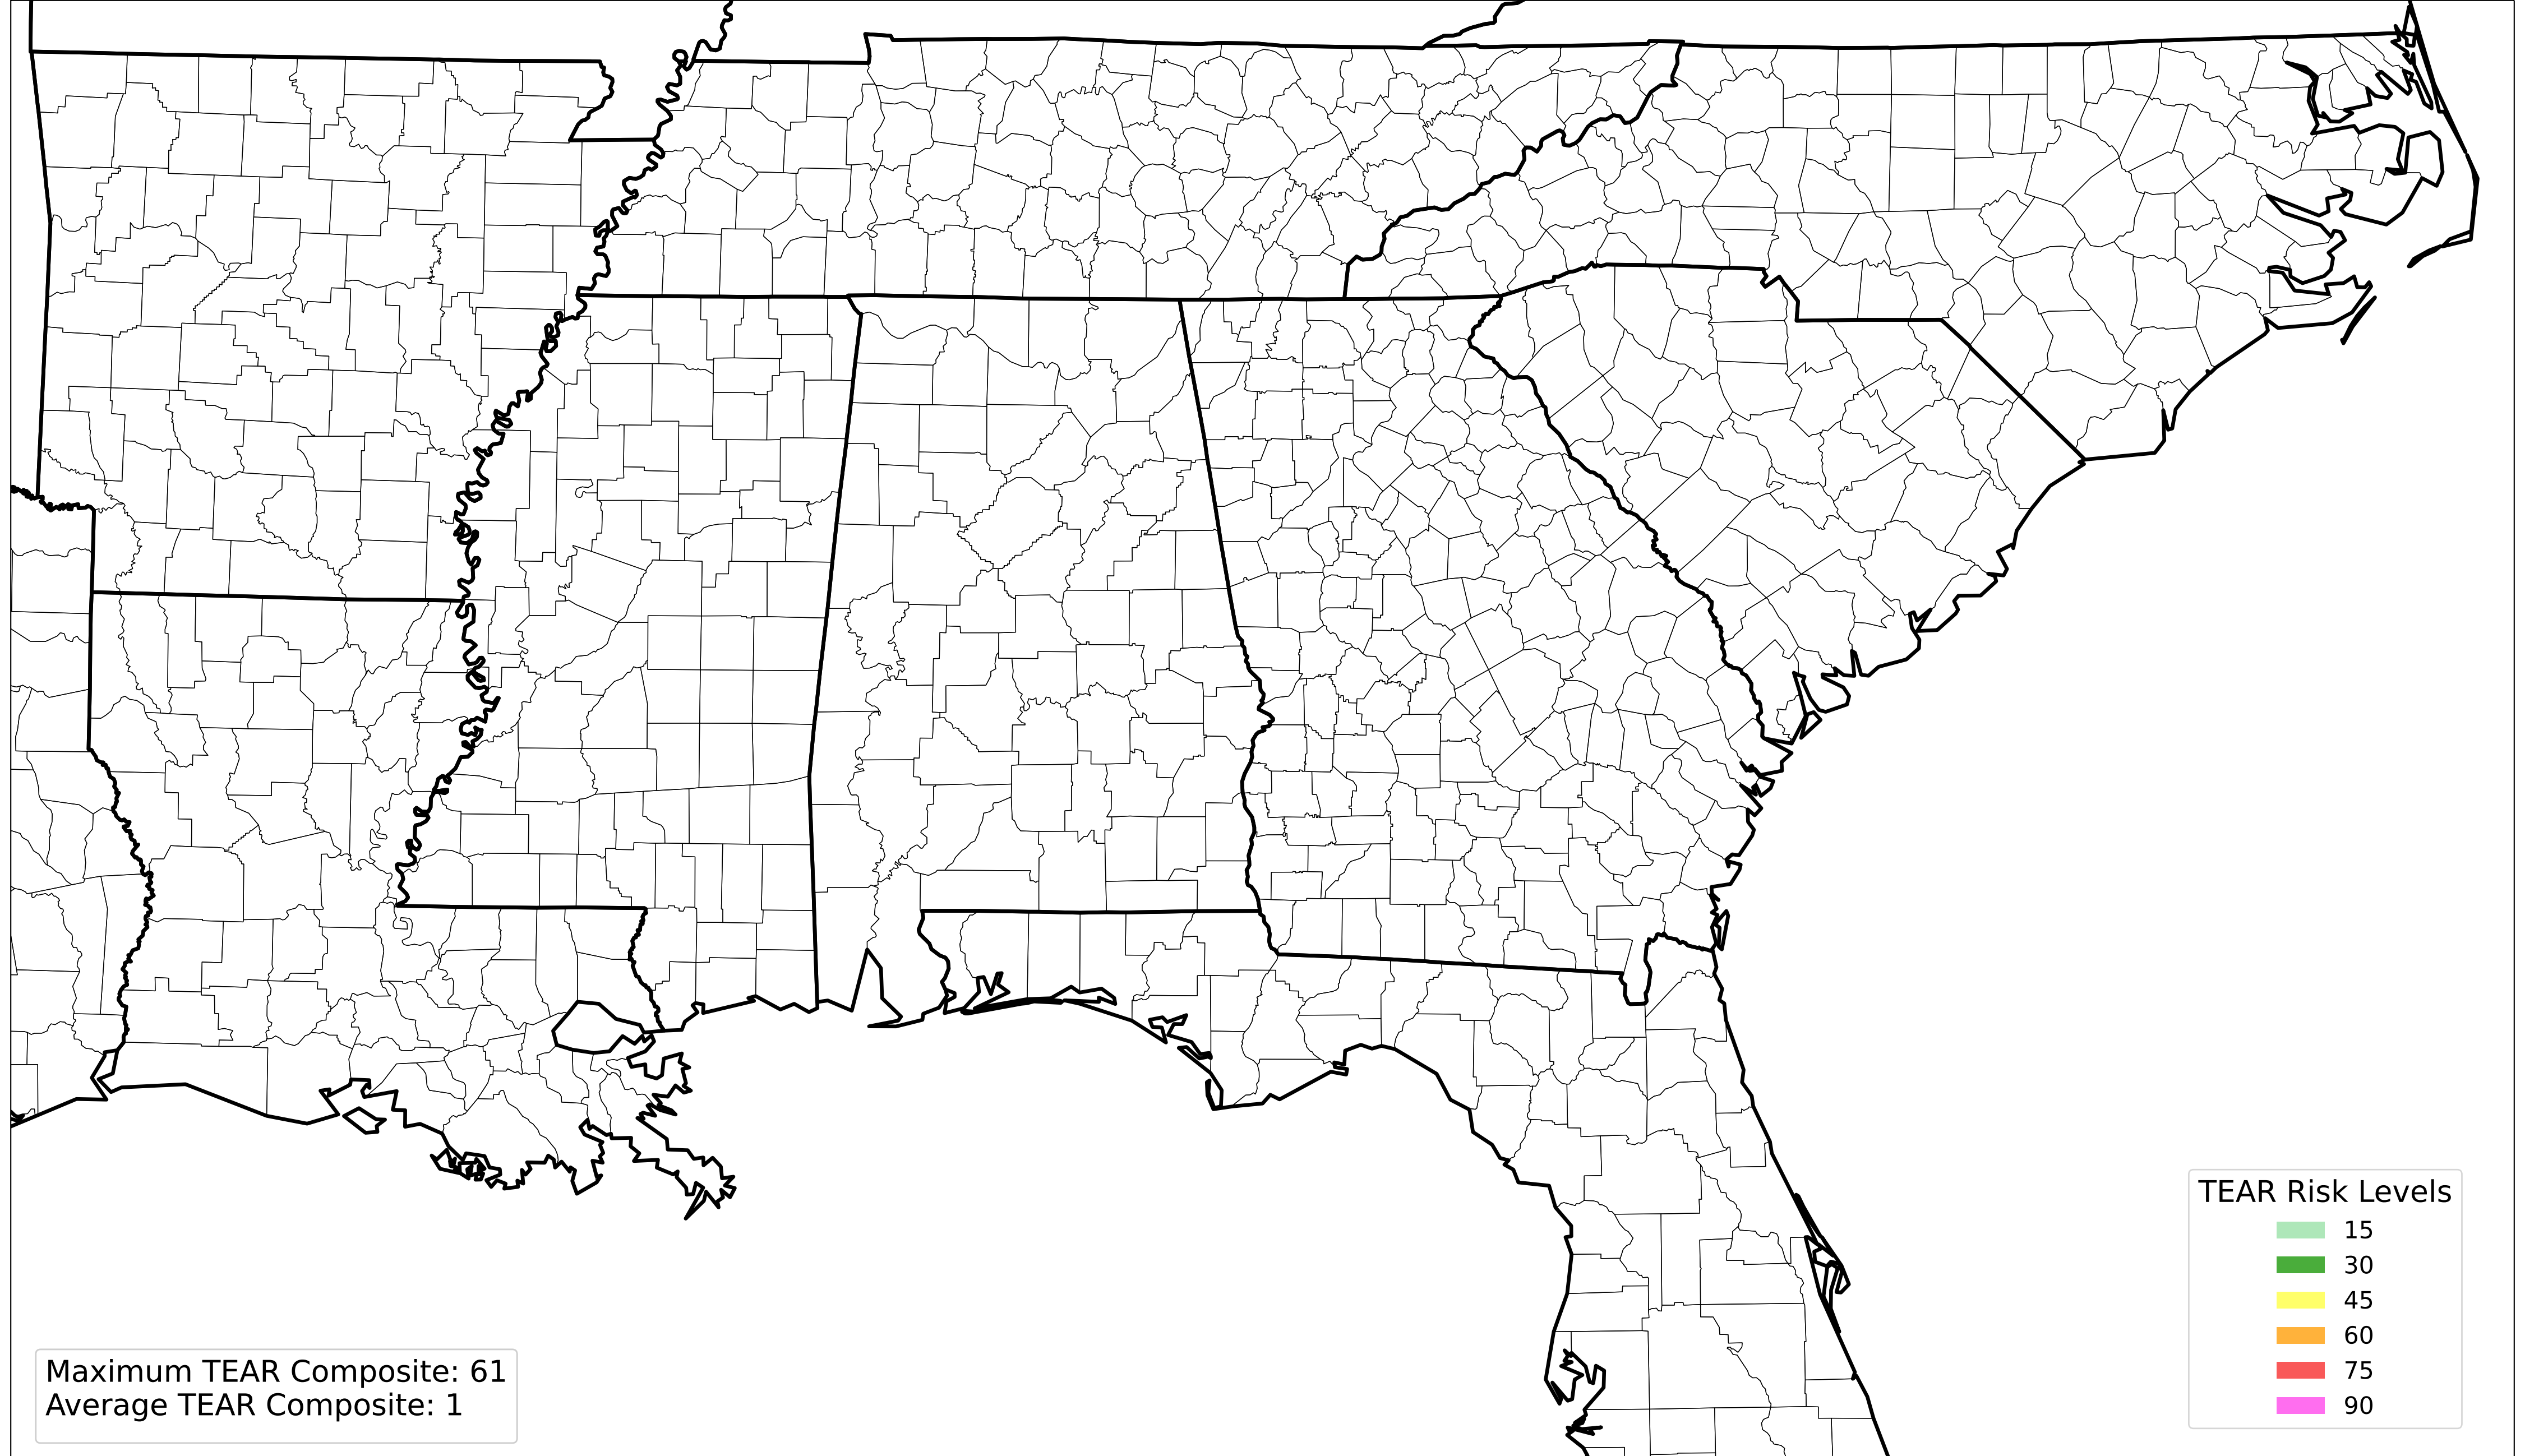 TEAR Risk Levels
15
30
45
60
75
90
Maximum TEAR Composite: 61
Average TEAR Composite: 1